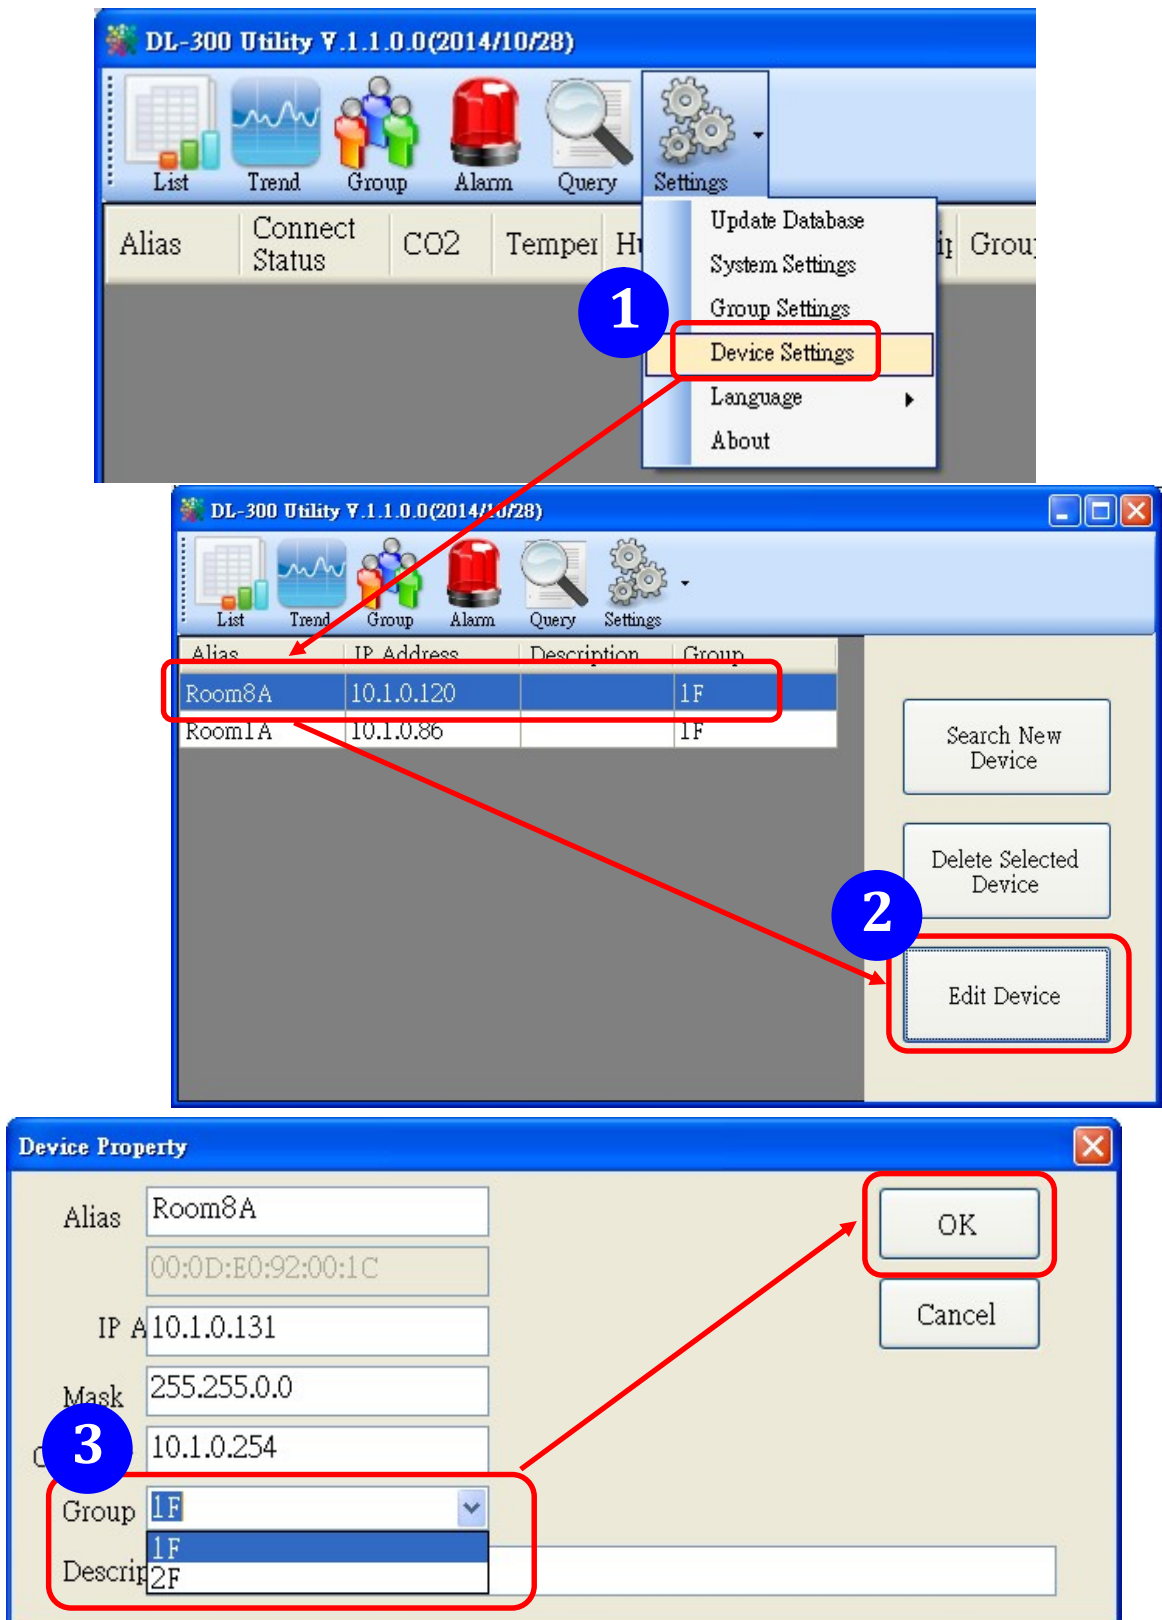 DL-300 Utility V.1.1.0.0(2014/10/28)
List Trend Group Alarm Query Settings
Alias Connect Status CO2 Temper
Update Database
System Settings
Group Settings
Device Settings
Language
About
1
DL-300 Utility V.1.1.0.0(2014/10/28)
List Trend Group Alarm Query Settings
Alias IP Address Description Group
Room8A 10.1.0.120 1F
Room1A 10.1.0.86 1F
Search New
Device
Delete Selected
Device
2
Edit Device
Device Property
Alias Room8A
OK
00:0D:E0:92:00:1C
IP A 10.1.0.131
Cancel
Mask 255.255.0.0
3
10.1.0.254
Group 1F
1F
Descrip
2F